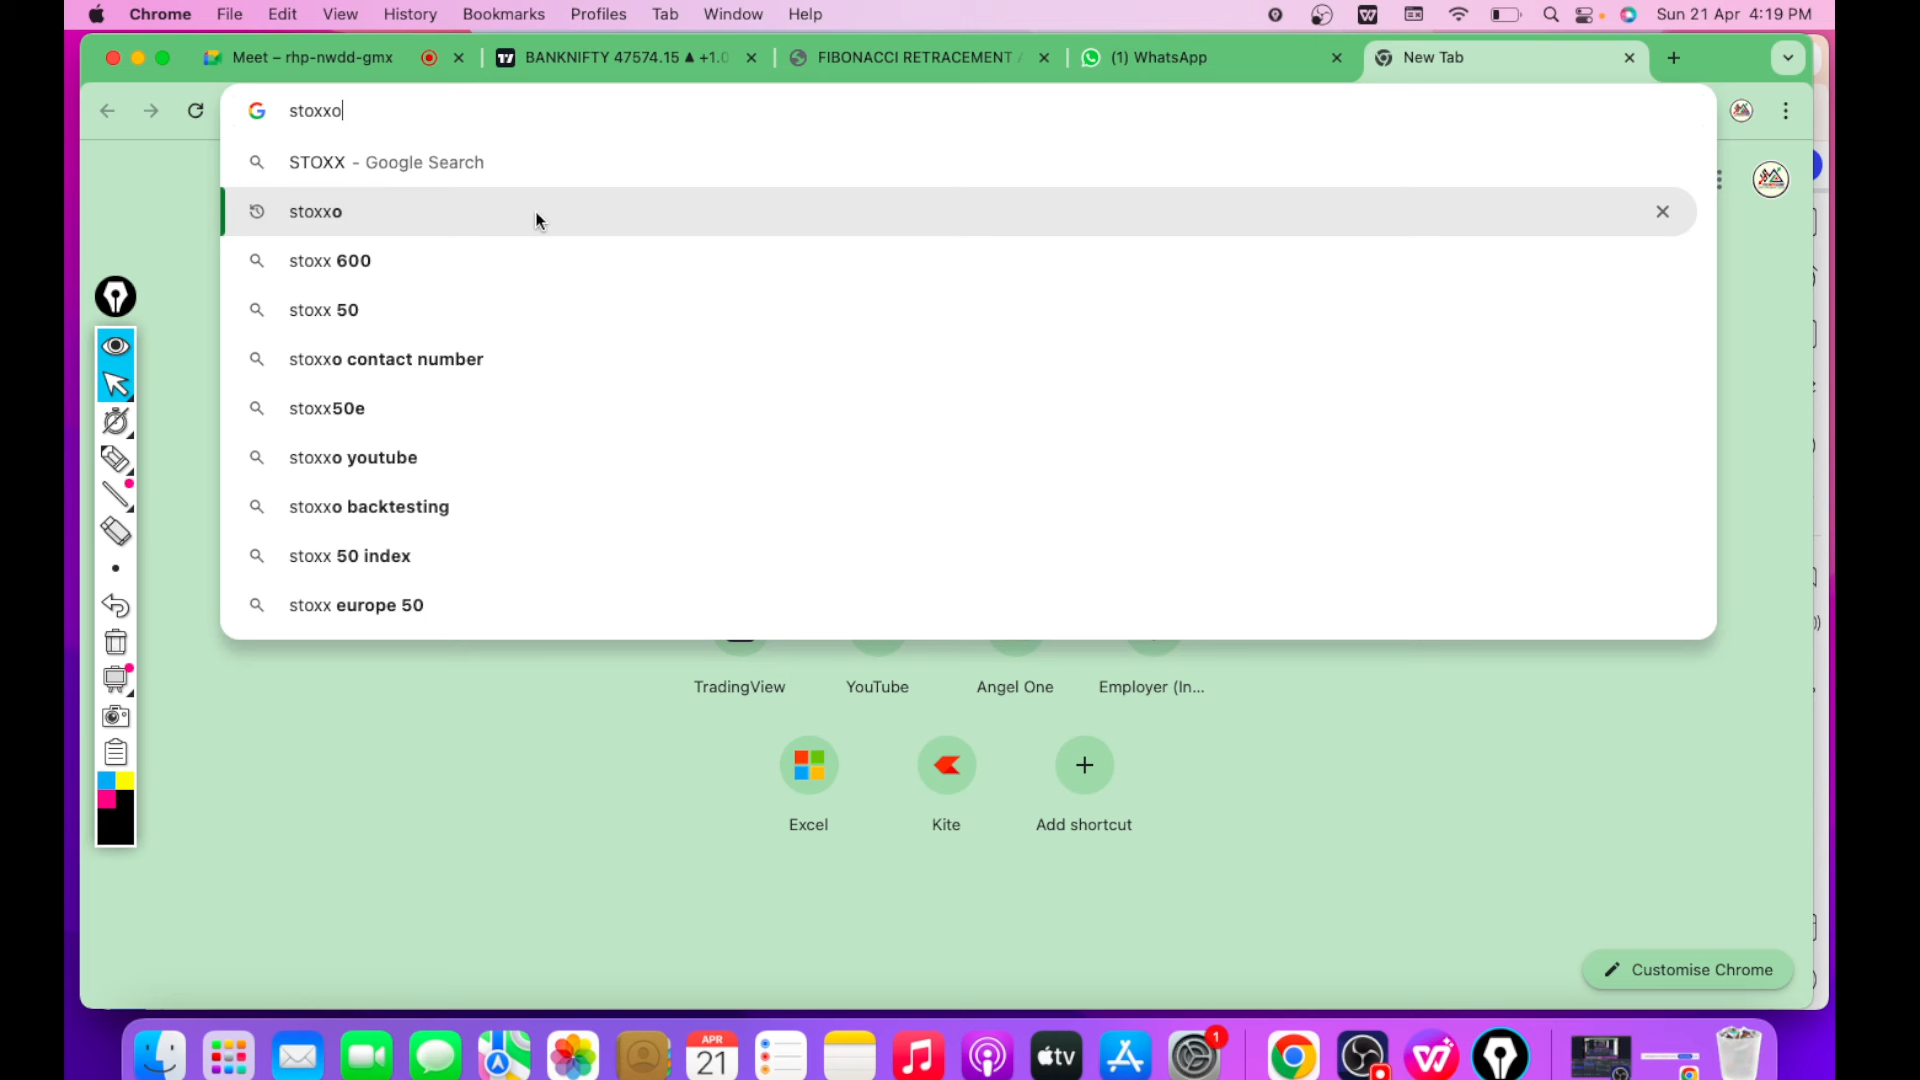 Chrome File Edit View History Bookmarks Profiles Tab Window Help Sun 21 Apr 4:19 PM
Meet – rhp-nwdd-gmx BANKNIFTY 47574.15 ▲ +1.0 FIBONACCI RETRACEMENT (1) WhatsApp New Tab
stoxxo
STOXX - Google Search
stoxxo
stoxx 600
stoxx 50
stoxxo contact number
stoxx50e
stoxxo youtube
stoxxo backtesting
stoxx 50 index
stoxx europe 50
TradingView YouTube Angel One Employer (In...
Excel Kite Add shortcut
Customise Chrome
APR
21
tv
1